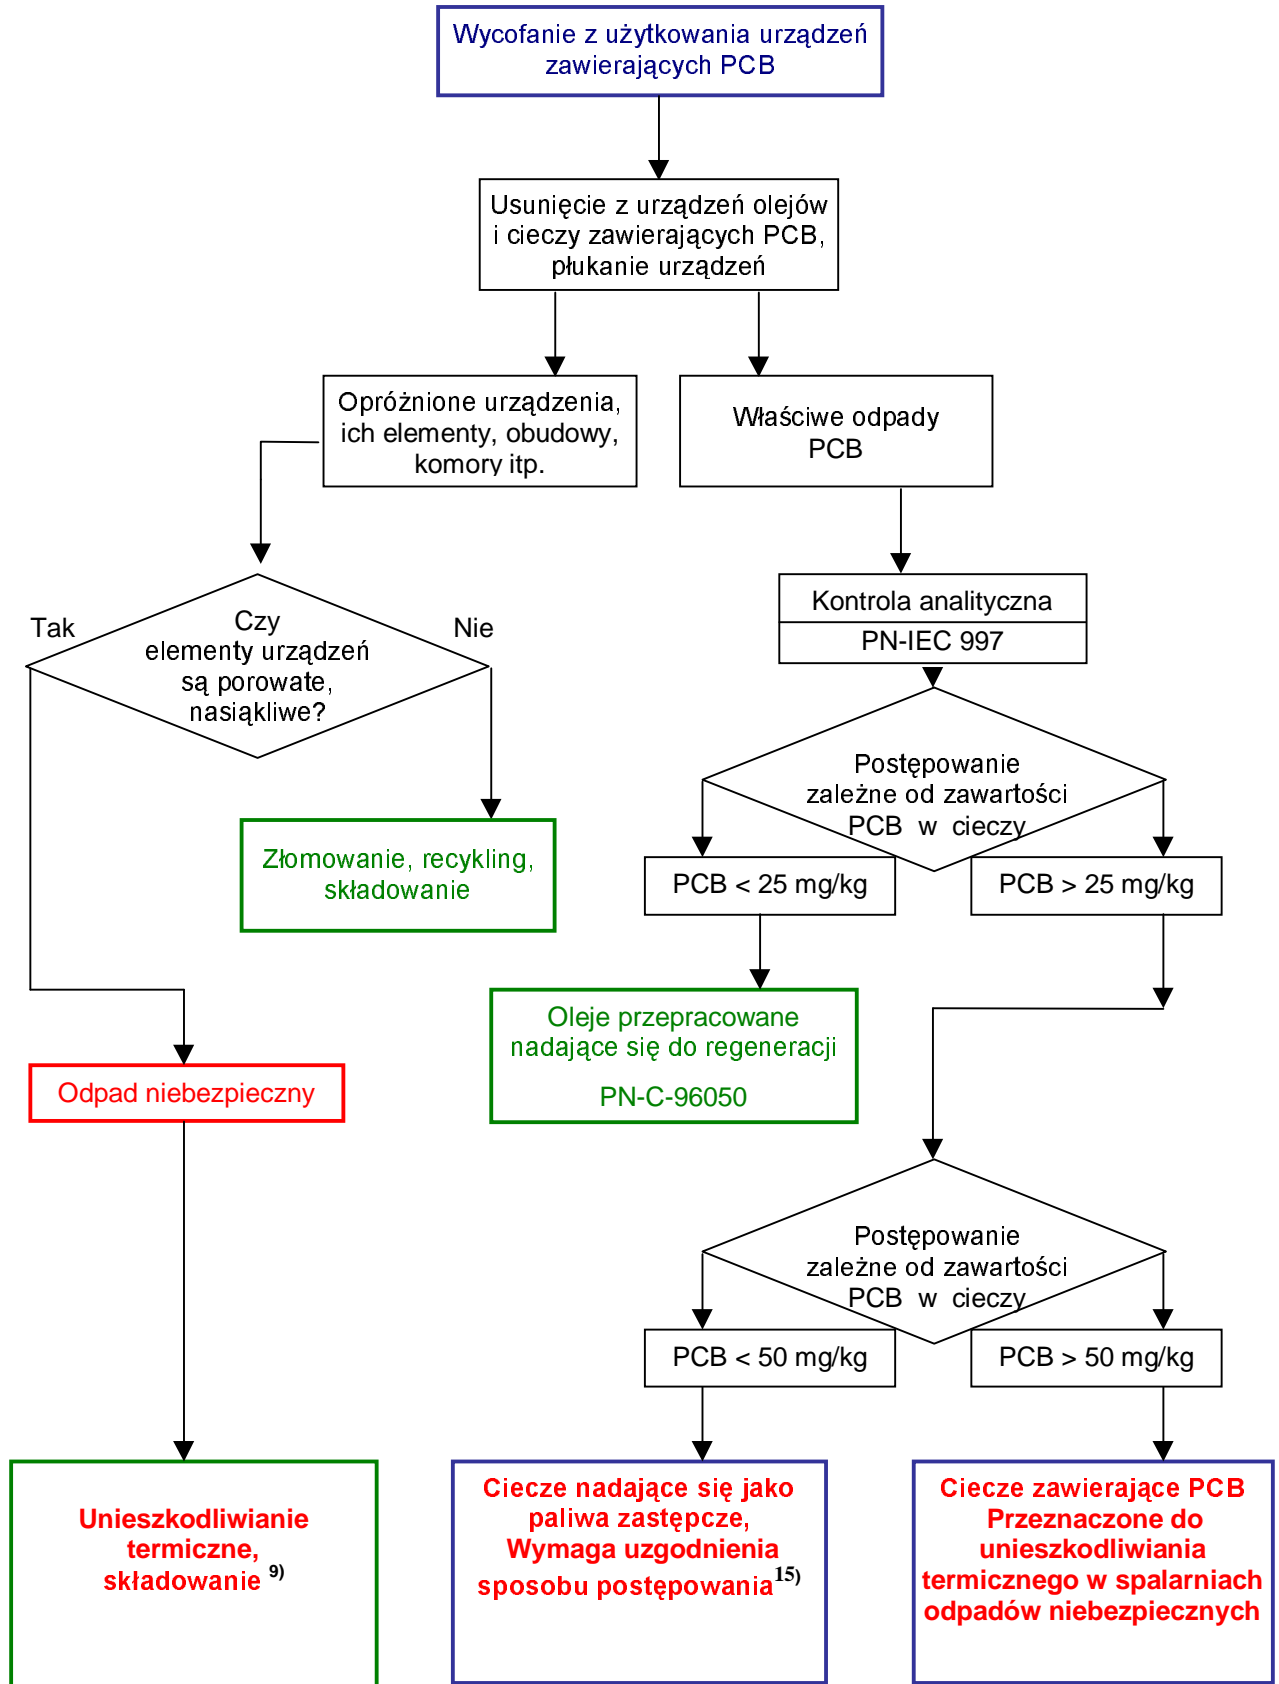 Wycofanie z użytkowania urządzeń
zawierających PCB
Usunięcie z urządzeń olejów
i cieczy zawierających PCB,
płukanie urządzeń
Opróżnione urządzenia,
ich elementy, obudowy,
komory itp.
Właściwe odpady
PCB
Tak
Czy
elementy urządzeń
są porowate,
nasiąkliwe?
Nie
Kontrola analityczna
PN-IEC 997
Postępowanie
zależne od zawartości
PCB w cieczy
Złomowanie, recykling,
składowanie
PCB < 25 mg/kg
PCB > 25 mg/kg
Oleje przepracowane
nadające się do regeneracji
PN-C-96050
Odpad niebezpieczny
Postępowanie
zależne od zawartości
PCB w cieczy
PCB < 50 mg/kg
PCB > 50 mg/kg
Unieszkodliwianie
termiczne,
składowanie 9)
Ciecze nadające się jako
paliwa zastępcze,
Wymaga uzgodnienia
sposobu postępowania15)
Ciecze zawierające PCB
Przeznaczone do
unieszkodliwiania
termicznego w spalarniach
odpadów niebezpiecznych